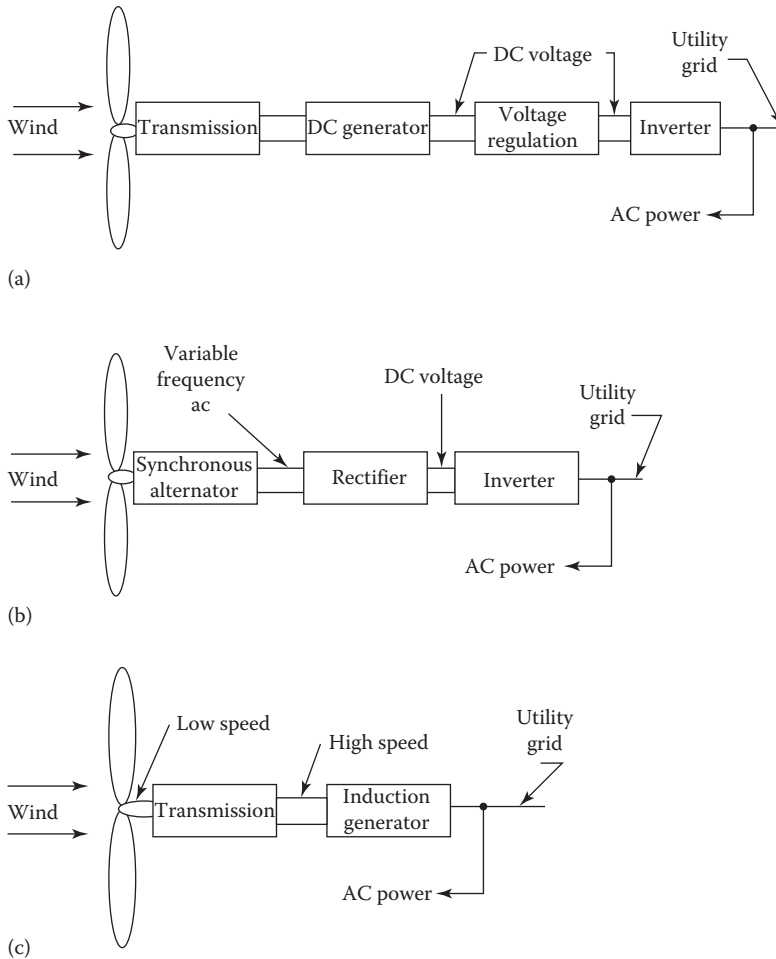 Utility
grid
DC voltage
Wind
Transmission
DC generator
Voltage
regulation
Inverter
AC power
(a)
Variable
frequency
ac
DC voltage
Utility
grid
Wind
Synchronous
alternator
Rectifier
Inverter
AC power
(b)
Low speed
High speed
Utility
grid
Wind
Transmission
Induction
generator
AC power
(c)